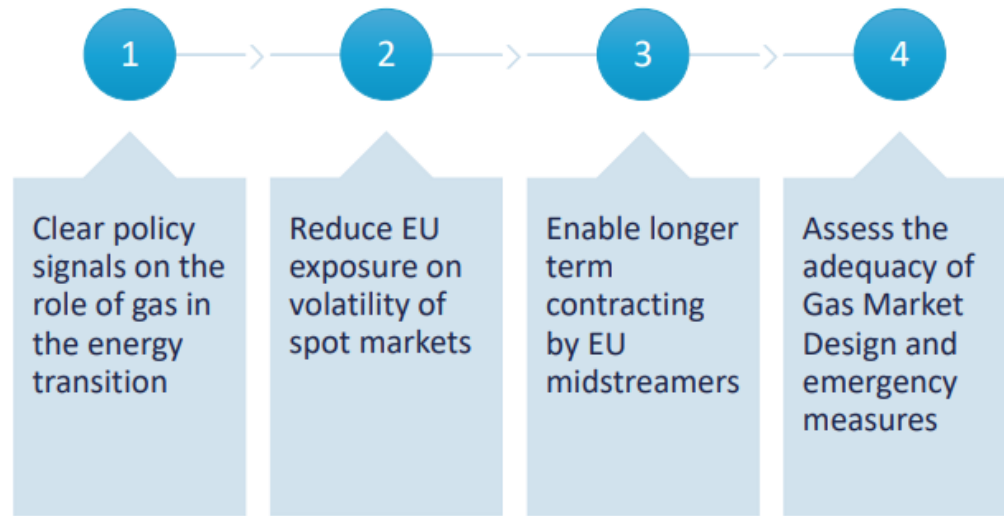 1
2
3
4
Clear policy
signals on the
role of gas in
the energy
transition
Reduce EU
exposure on
volatility of
spot markets
Enable longer
term
contracting
by EU
midstreamers
Assess the
adequacy of
Gas Market
Design and
emergency
measures